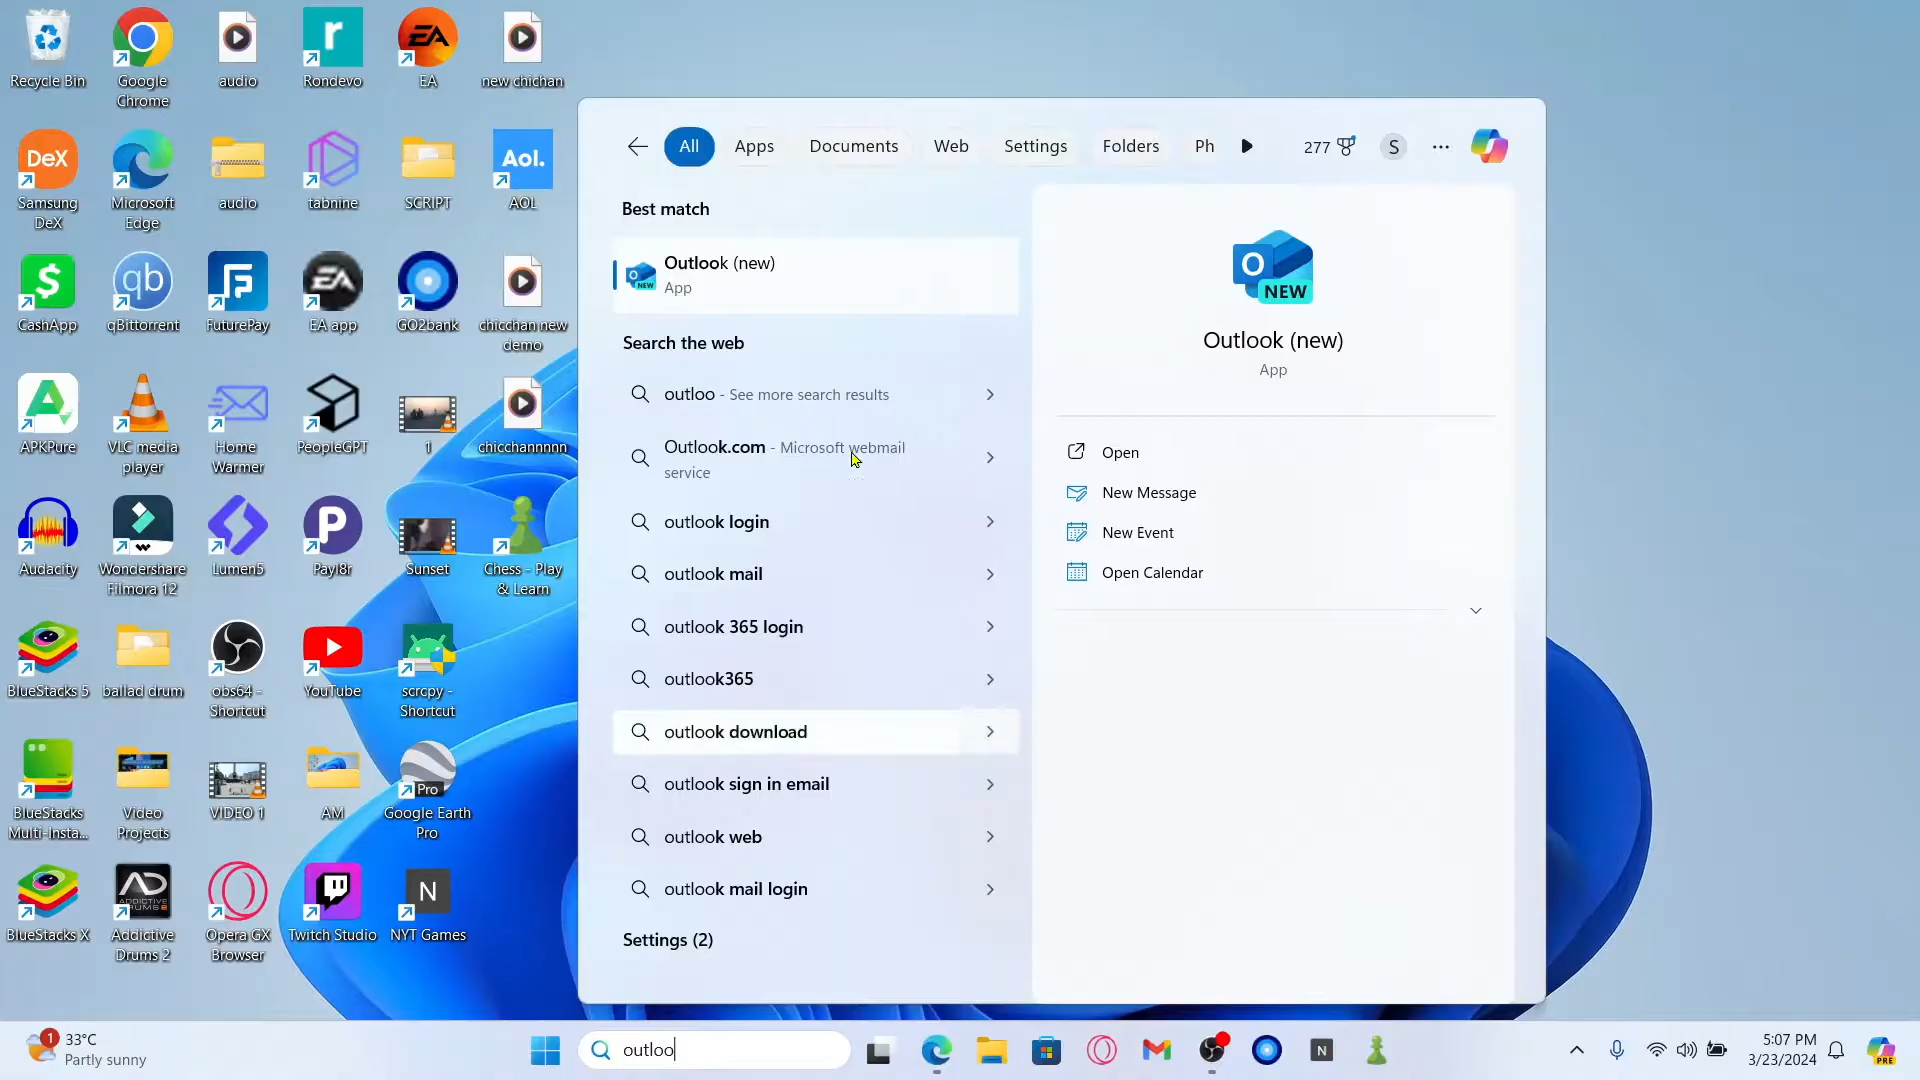 Recycle Bin
Google Chrome
audio
Rondevo
EA
new chichan
Samsung DeX
Microsoft Edge
audio
tabnine
SCRIPT
Aol.
AOL
CashApp
qBittorrent
FuturePay
EA app
GO2bank
chicchan new demo
APKPure
VLC media player
Home Warmer
PeopleGPT
1
chicchannnnn
Audacity
Wondershare Filmora 12
Lumen5
Payl8r
Sunset
Chess - Play & Learn
BlueStacks 5
ballad drum
obs64 - Shortcut
YouTube
scrcpy - Shortcut
BlueStacks Multi-Insta...
Video Projects
VIDEO 1
AM
Pro
Google Earth Pro
BlueStacks X
Addictive Drums 2
Opera GX Browser
Twitch Studio
NYT Games
All
Apps
Documents
Web
Settings
Folders
Ph
277
S
Best match
Outlook (new)
App
Search the web
outloo - See more search results
Outlook.com - Microsoft webmail
service
outlook login
outlook mail
outlook 365 login
outlook365
outlook download
outlook sign in email
outlook web
outlook mail login
Settings (2)
NEW
Outlook (new)
App
Open
New Message
New Event
Open Calendar
1
33°C
Partly sunny
outloo
N
5:07 PM
3/23/2024
PRE